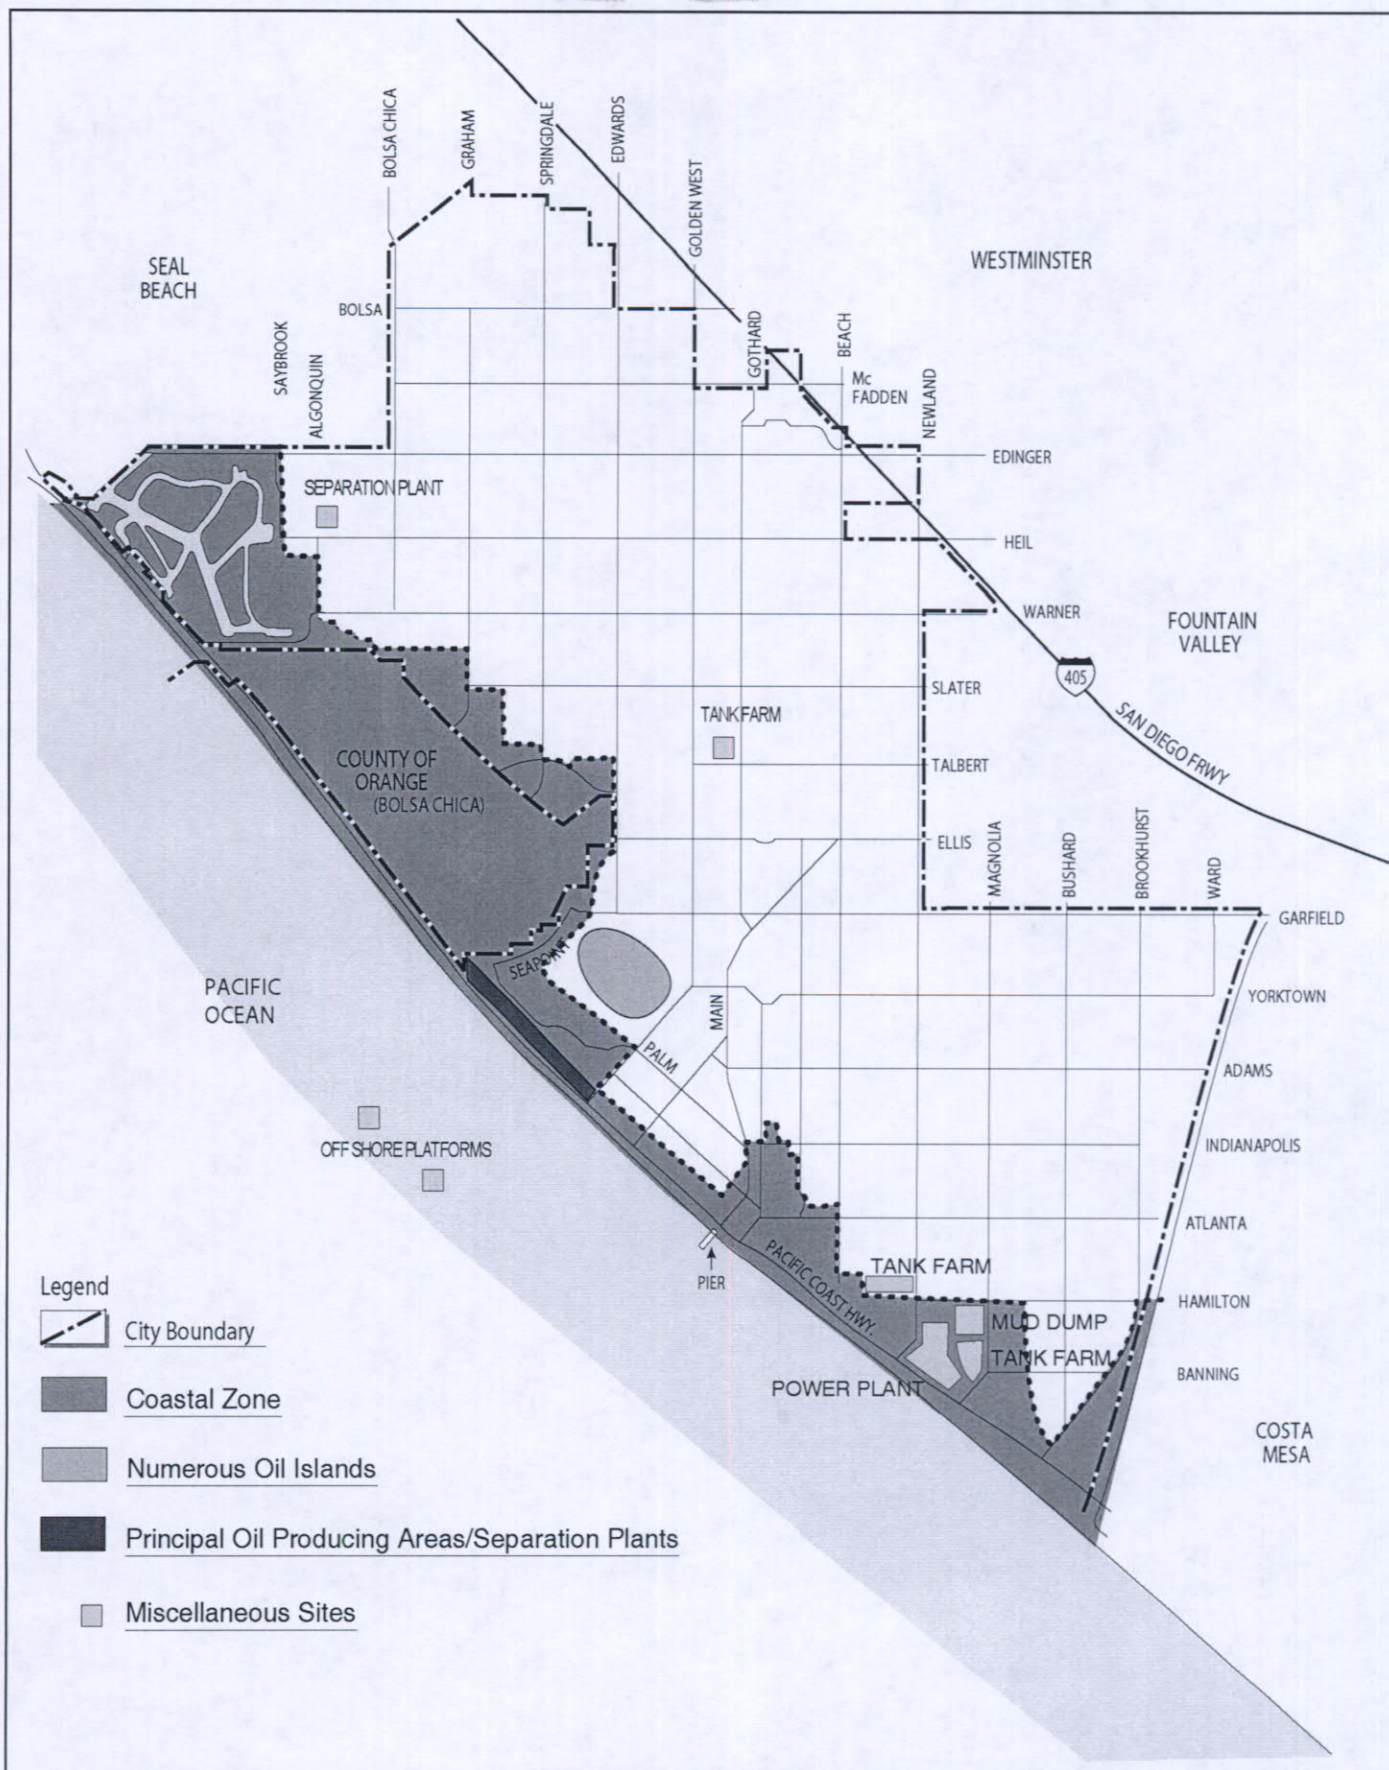 BOLSA CHICA
GRAHAM
SPRINGDALE
EDWARDS
GOLDEN WEST
SEAL
BEACH
WESTMINSTER
BOLSA
SAYBROOK
ALGONQUIN
GOTHARD
BEACH
Mc
FADDEN
NEWLAND
EDINGER
SEPARATION PLANT
HEIL
WARNER
FOUNTAIN
VALLEY
405
SAN DIEGO FRWY
SLATER
TANK FARM
TALBERT
COUNTY OF
ORANGE
(BOLSA CHICA)
ELLIS
MAGNOLIA
BUSHARD
BROOKHURST
WARD
GARFIELD
SEAPOINT
PACIFIC
OCEAN
MAIN
YORKTOWN
PALM
ADAMS
OFF SHORE PLATFORMS
INDIANAPOLIS
ATLANTA
PACIFIC COAST HWY.
PIER
TANK FARM
HAMILTON
MUD DUMP
TANK FARM
BANNING
POWER PLANT
COSTA
MESA
Legend
City Boundary
Coastal Zone
Numerous Oil Islands
Principal Oil Producing Areas/Separation Plants
Miscellaneous Sites